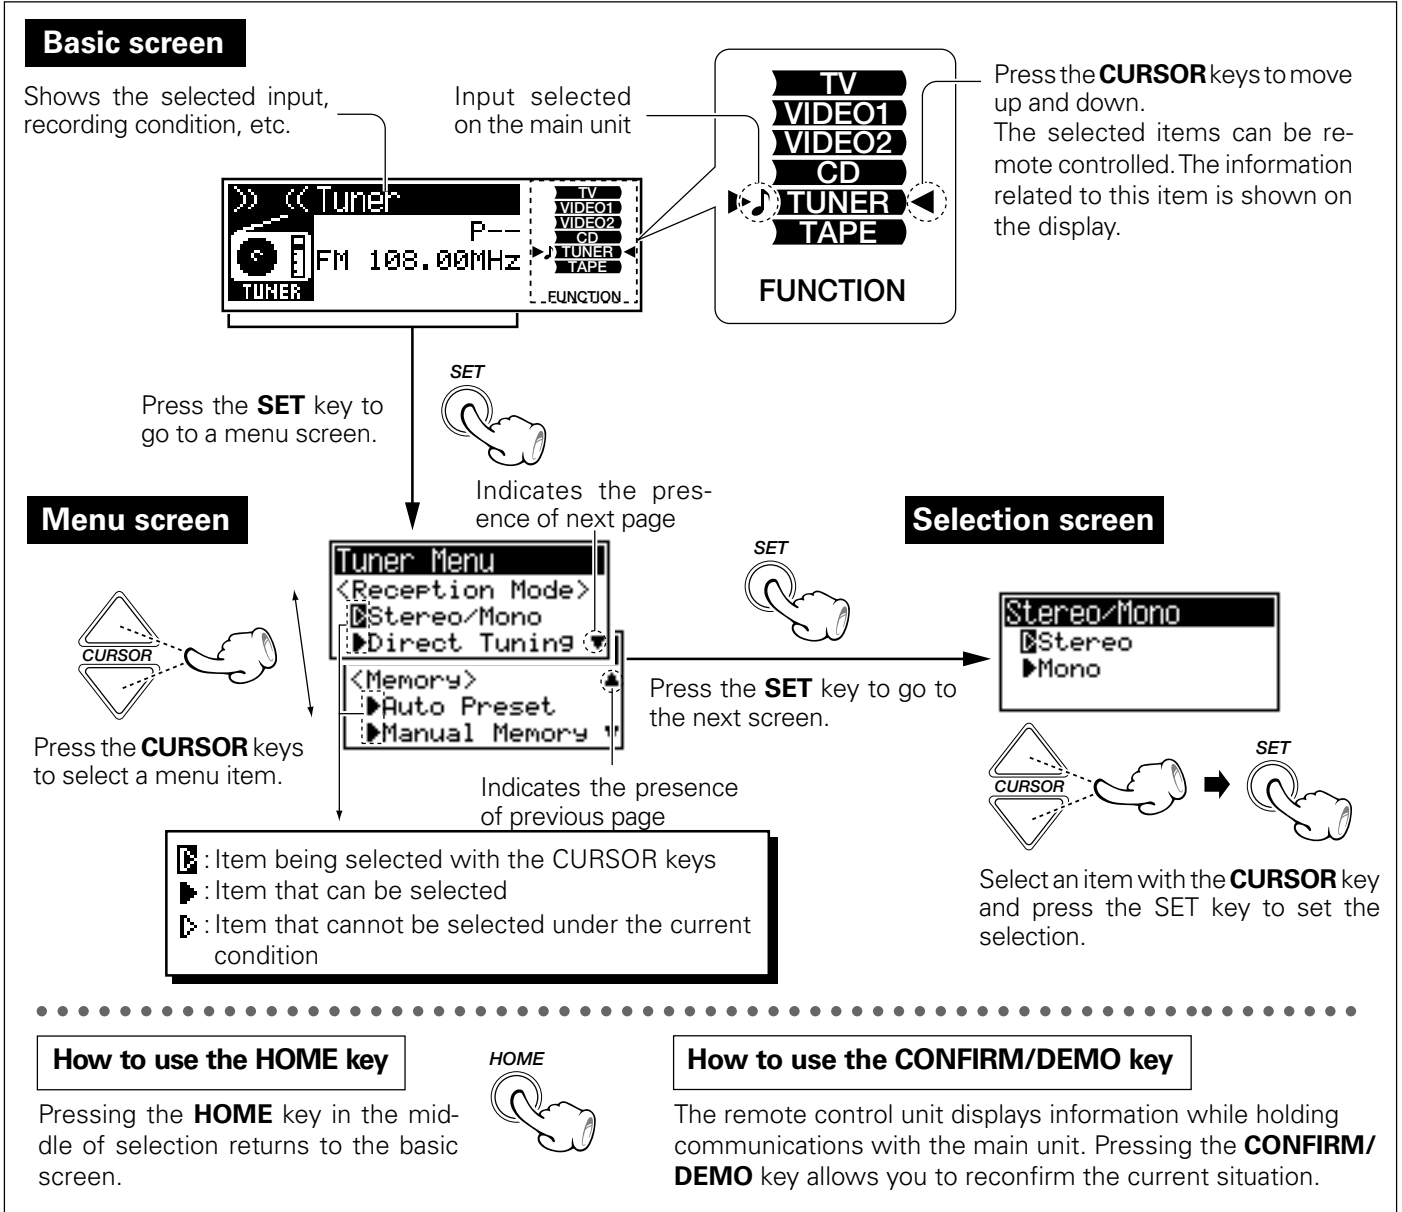 Basic screen
Shows the selected input,
recording condition, etc.
Input selected
on the main unit
TV
VIDEO1
VIDEO2
CD
TUNER
TAPE
FUNCTION
Press the CURSOR keys to move
up and down.
The selected items can be re-
mote controlled. The information
related to this item is shown on
the display.
Tuner
P--
FM 108.00MHz
TUNER
TV
VIDEO1
VIDEO2
CD
TUNER
TAPE
FUNCTION
Press the SET key to
go to a menu screen.
SET
Indicates the pres-
ence of next page
Menu screen
Selection screen
Tuner Menu
<Reception Mode>
Stereo/Mono
Direct Tuning
<Memory>
Auto Preset
Manual Memory
CURSOR
Press the CURSOR keys
to select a menu item.
SET
Press the SET key to go to
the next screen.
Indicates the presence
of previous page
Stereo/Mono
Stereo
Mono
CURSOR
SET
Select an item with the CURSOR key
and press the SET key to set the
selection.
: Item being selected with the CURSOR keys
: Item that can be selected
: Item that cannot be selected under the current
condition
How to use the HOME key
Pressing the HOME key in the mid-
dle of selection returns to the basic
screen.
HOME
How to use the CONFIRM/DEMO key
The remote control unit displays information while holding
communications with the main unit. Pressing the CONFIRM/
DEMO key allows you to reconfirm the current situation.